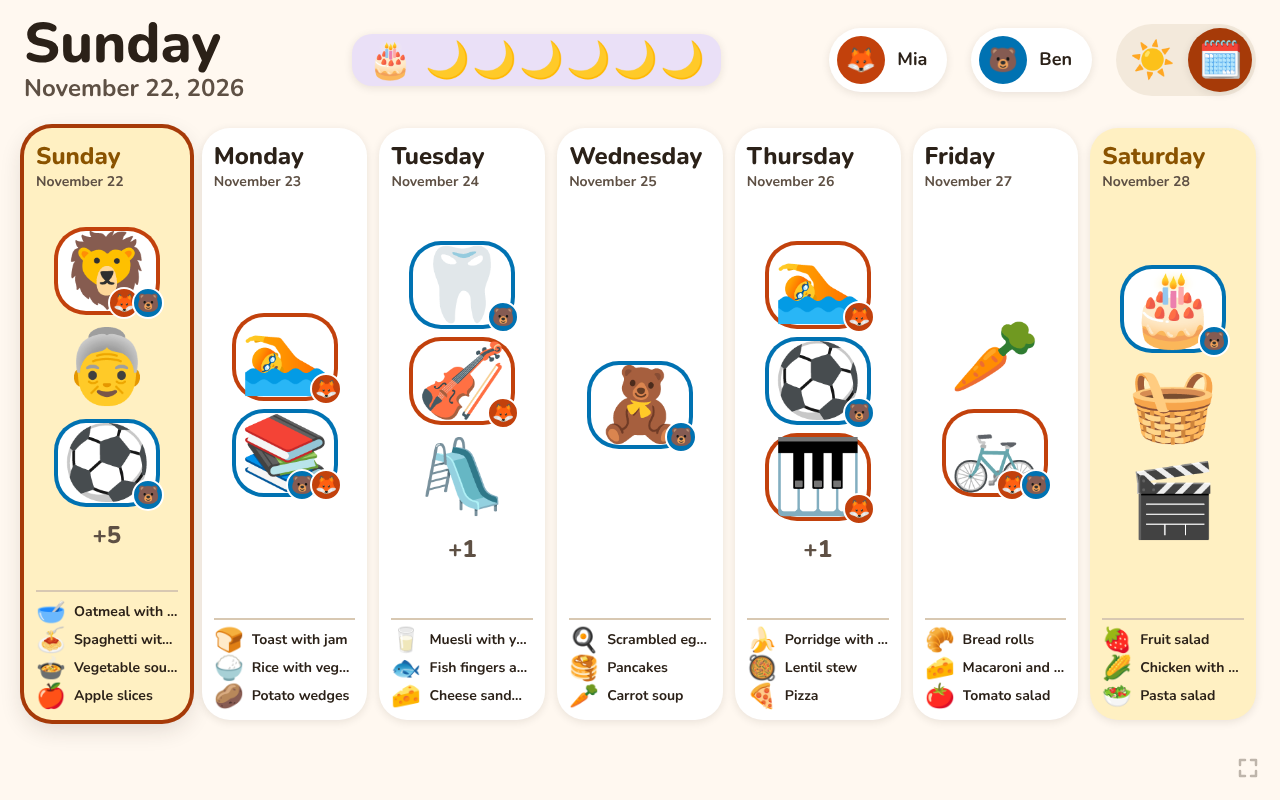 Sunday
November 22, 2026
Mia
Ben
Sunday
November 22
+5
Oatmeal with ...
Spaghetti wit...
Vegetable sou...
Apple slices
Monday
November 23
Toast with jam
Rice with veg...
Potato wedges
Tuesday
November 24
+1
Muesli with y...
Fish fingers a...
Cheese sand...
Wednesday
November 25
Scrambled eg...
Pancakes
Carrot soup
Thursday
November 26
+1
Porridge with ...
Lentil stew
Pizza
Friday
November 27
Bread rolls
Macaroni and ...
Tomato salad
Saturday
November 28
Fruit salad
Chicken with ...
Pasta salad